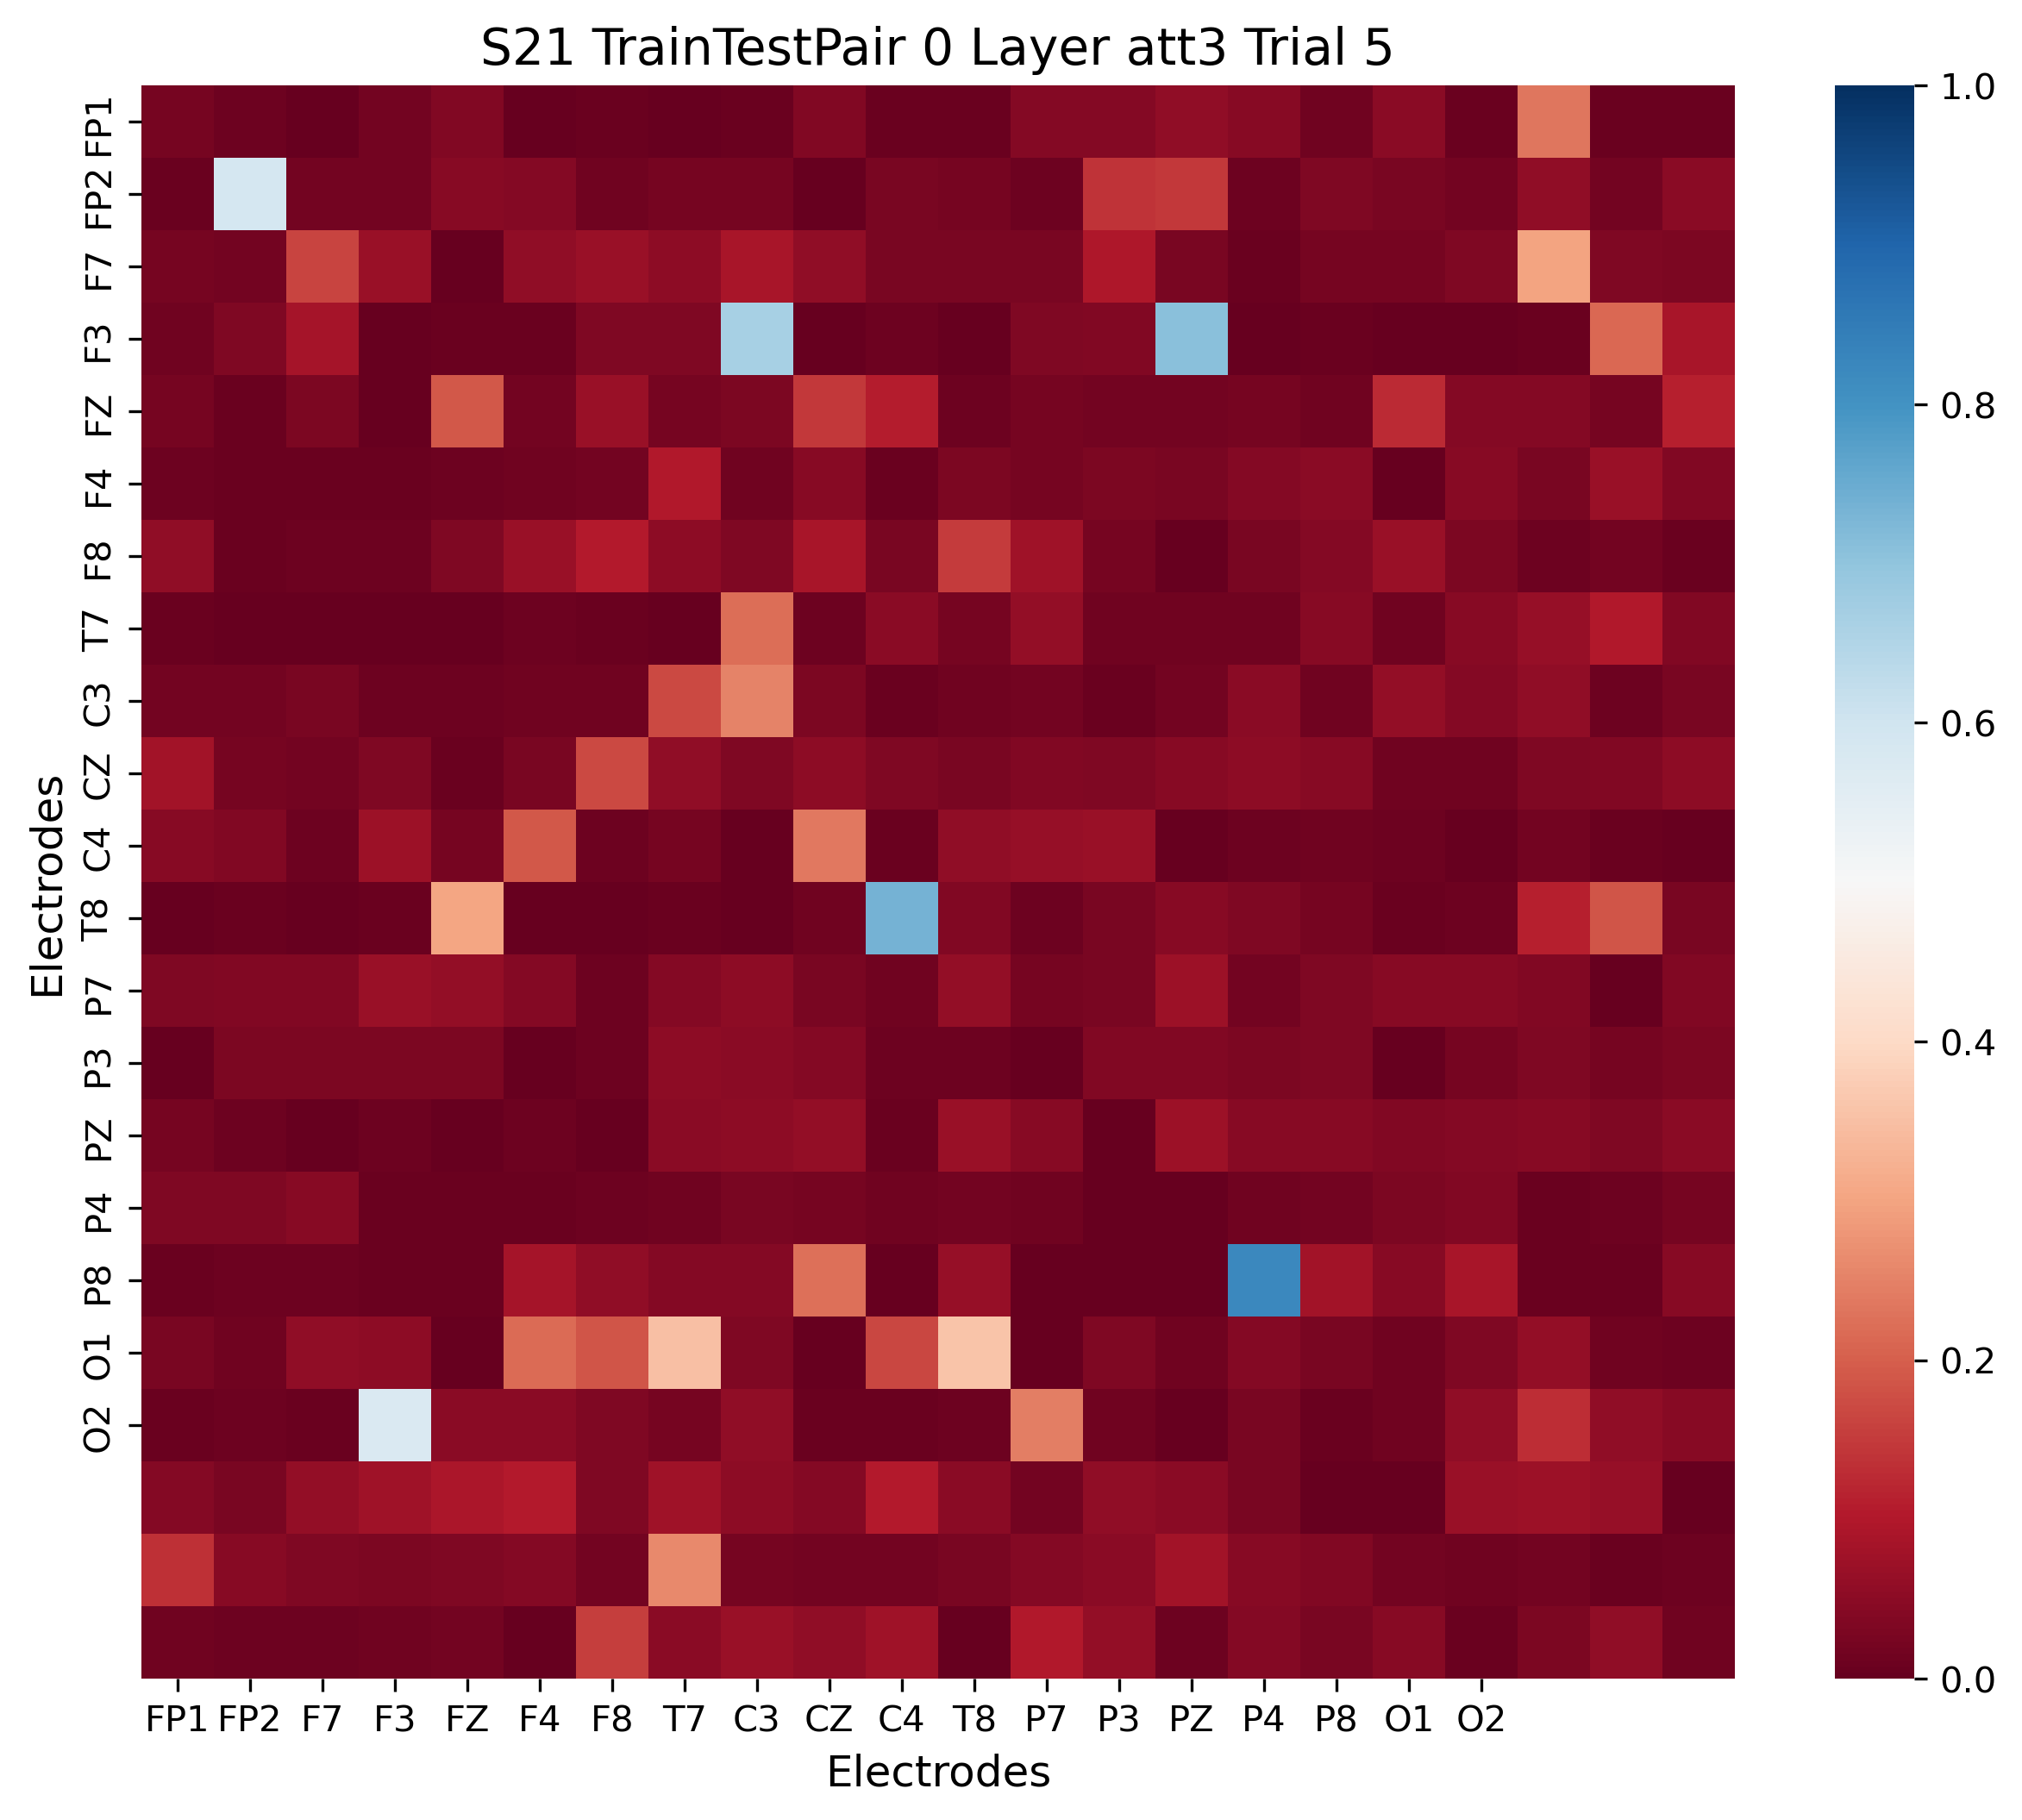 S21 TrainTestPair 0 Layer att3 Trial 5
Electrodes
FP1
FP2
F7
F3
FZ
F4
F8
T7
C3
CZ
C4
T8
P7
P3
PZ
P4
P8
O1
O2
FP1 FP2 F7 F3 FZ F4 F8 T7 C3 CZ C4 T8 P7 P3 PZ P4 P8 O1 O2
Electrodes
1.0
0.8
0.6
0.4
0.2
0.0